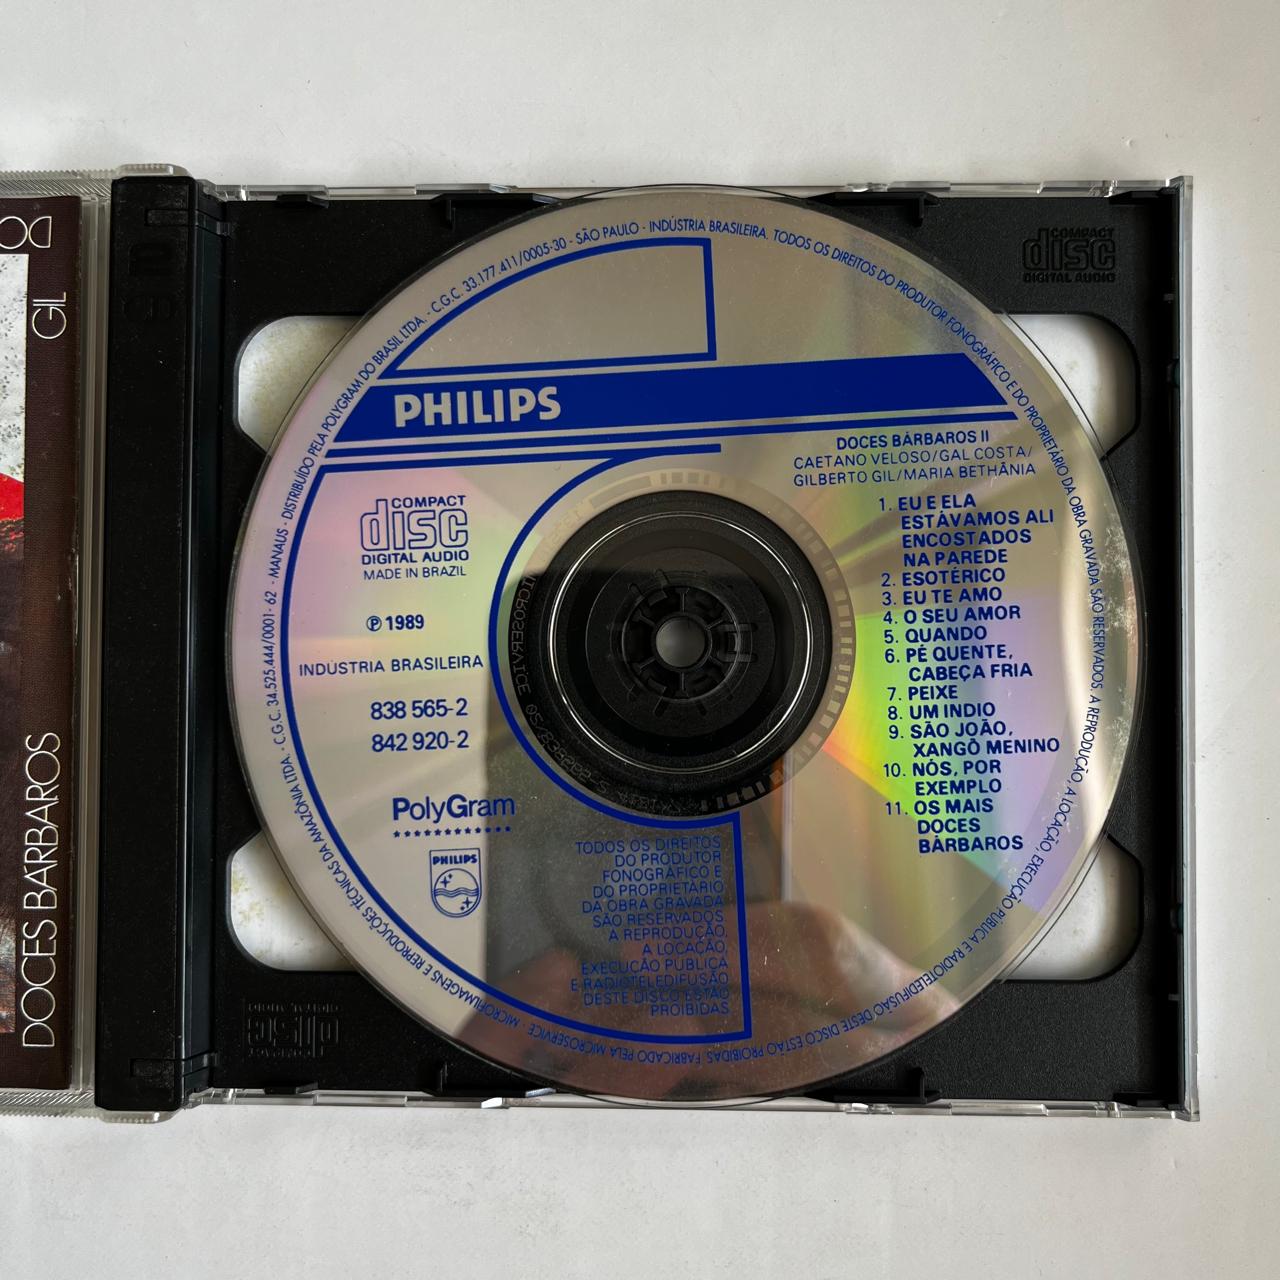 DOCES BÁRBAROS
GIL
DO
COMPACT
disc
DIGITAL AUDIO
DISTRIBUÍDO PELA POLYGRAM DO BRASIL LTDA. - C.G.C. 33.177.411/0005-30 - SÃO PAULO - INDÚSTRIA BRASILEIRA. TODOS OS DIREITOS DO PRODUTOR FONOGRÁFICO E DO PROPRIETÁRIO DA OBRA GRAVADA SÃO RESERVADOS. A REPRODUÇÃO, A LOCAÇÃO, EXECUÇÃO PÚBLICA E RADIOTELEDIFUSÃO DESTE DISCO ESTÃO PROIBIDAS. FABRICADO PELA MICROSERVICE - MICROFILMAGENS E REPRODUÇÕES TÉCNICAS DA AMAZÔNIA LTDA. - C.G.C. 34.525.444/0001-62 - MANAUS -
PHILIPS
DOCES BÁRBAROS II
CAETANO VELOSO/GAL COSTA/
GILBERTO GIL/MARIA BETHÂNIA
1. EU E ELA
ESTÁVAMOS ALI
ENCOSTADOS
NA PAREDE
2. ESOTÉRICO
3. EU TE AMO
4. O SEU AMOR
5. QUANDO
6. PÉ QUENTE,
CABEÇA FRIA
7. PEIXE
8. UM INDIO
9. SÃO JOÃO,
XANGÔ MENINO
10. NÓS, POR
EXEMPLO
11. OS MAIS
DOCES
BÁRBAROS
COMPACT
disc
DIGITAL AUDIO
MADE IN BRAZIL
℗ 1989
INDÚSTRIA BRASILEIRA
838 565-2
842 920-2
PolyGram
PHILIPS
TODOS OS DIREITOS
DO PRODUTOR
FONOGRÁFICO E
DO PROPRIETÁRIO
DA OBRA GRAVADA
SÃO RESERVADOS.
A REPRODUÇÃO,
A LOCAÇÃO,
EXECUÇÃO PÚBLICA
E RADIOTELEDIFUSÃO
DESTE DISCO ESTÃO
PROIBIDAS
MICROSERVICE
COMPACT
disc
DIGITAL AUDIO